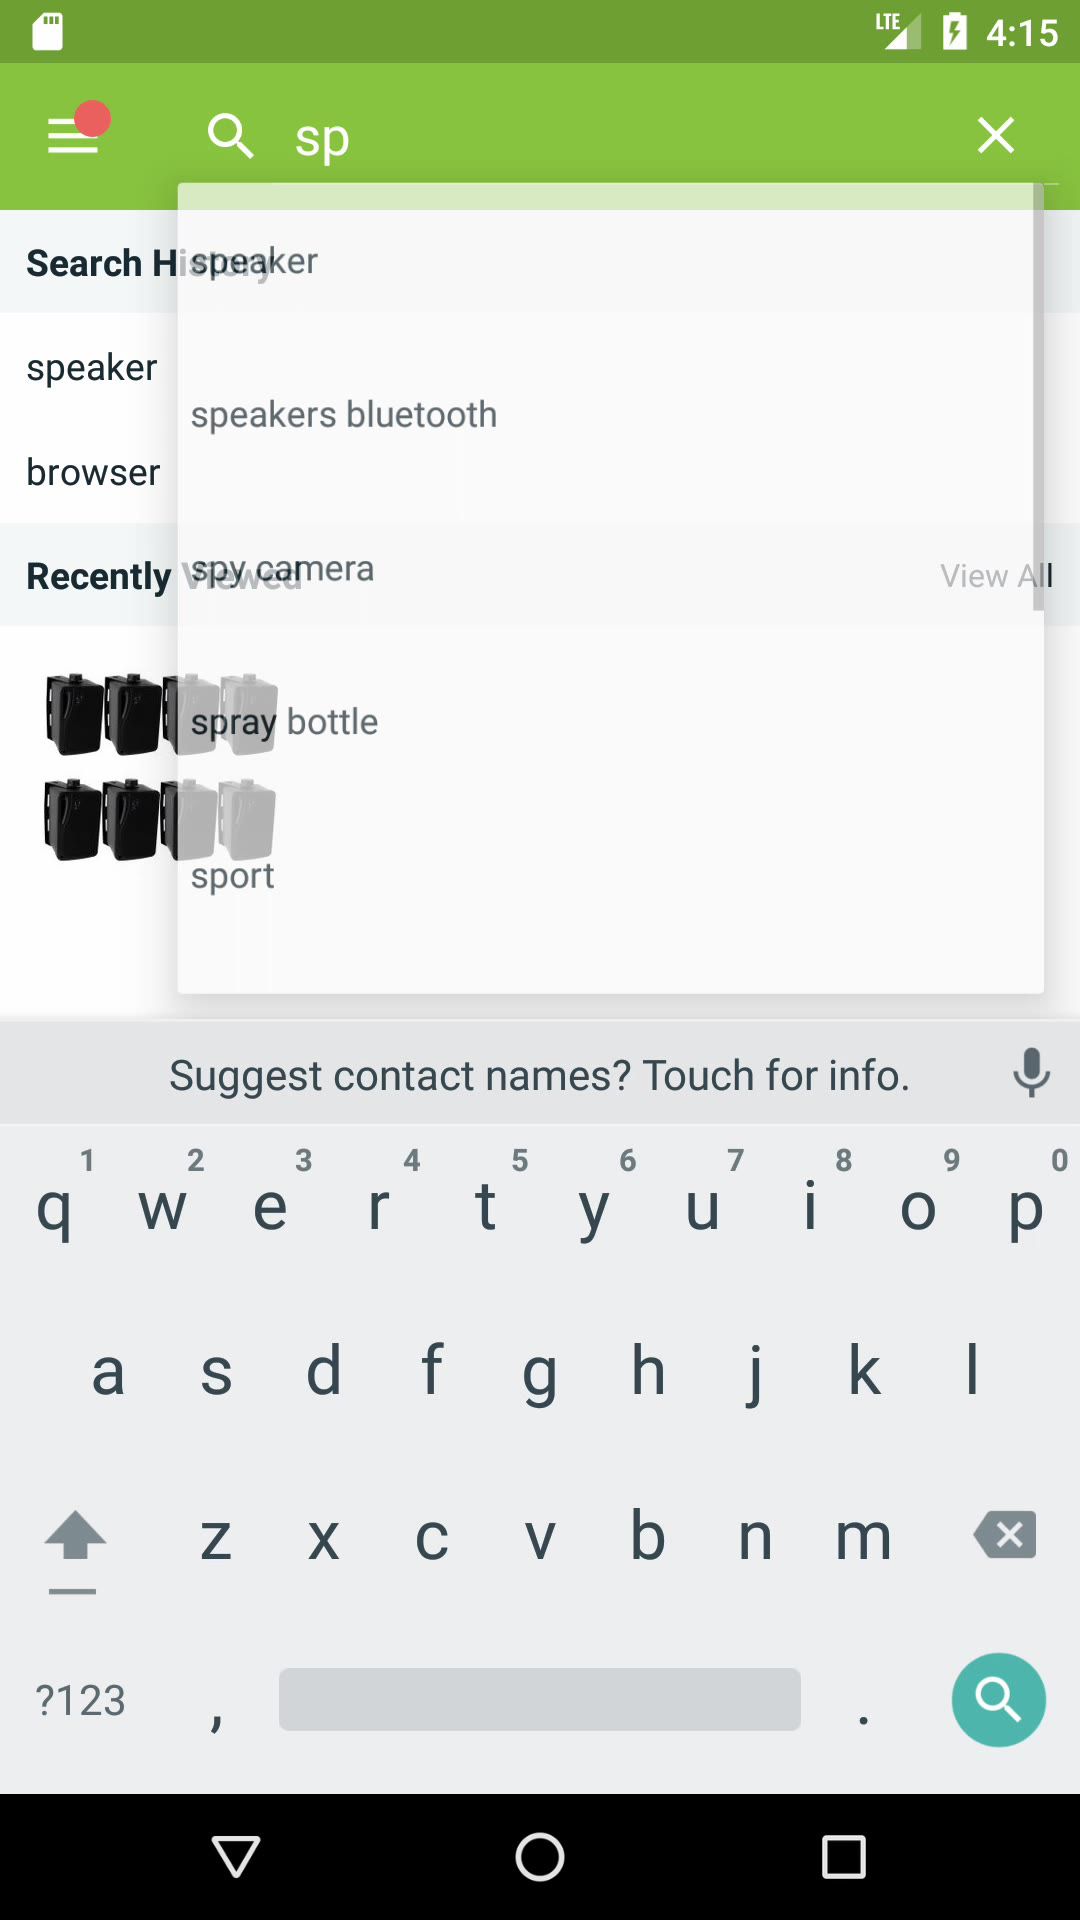 LTE 4:15
sp
Search History
speaker
speaker
speakers bluetooth
browser
Recently Viewed
spy camera
View All
spray bottle
sport
Suggest contact names? Touch for info.
1 2 3 4 5 6 7 8 9 0
q w e r t y u i o p
a s d f g h j k l
z x c v b n m
?123 , .